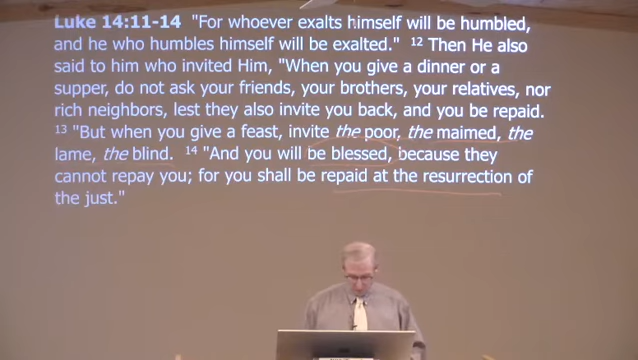 Luke 14:11-14 "For whoever exalts himself will be humbled,
and he who humbles himself will be exalted." 12 Then He also
said to him who invited Him, "When you give a dinner or a
supper, do not ask your friends, your brothers, your relatives, nor
rich neighbors, lest they also invite you back, and you be repaid.
13 "But when you give a feast, invite the poor, the maimed, the
lame, the blind. 14 "And you will be blessed, because they
cannot repay you; for you shall be repaid at the resurrection of
the just."